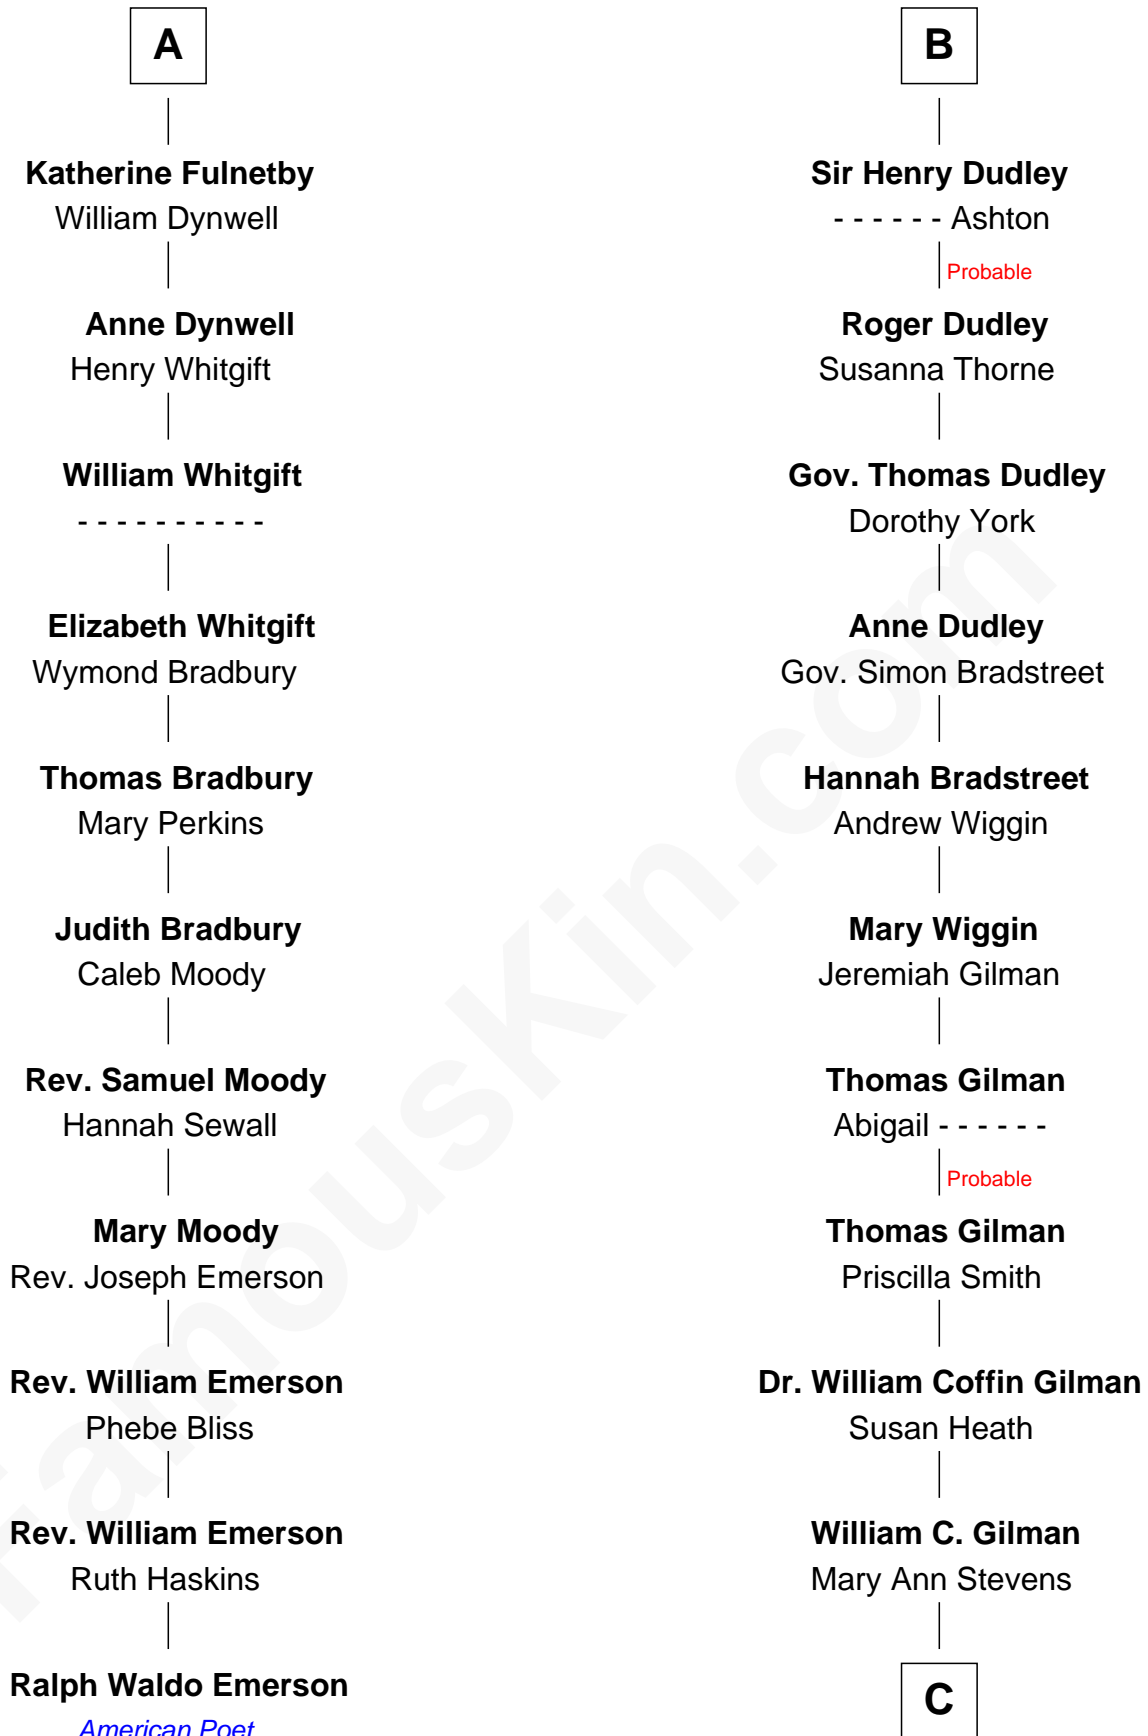 A
Katherine Fulnetby
William Dynwell
Anne Dynwell
Henry Whitgift
William Whitgift
- - - - - - - - - -
Elizabeth Whitgift
Wymond Bradbury
Thomas Bradbury
Mary Perkins
Judith Bradbury
Caleb Moody
Rev. Samuel Moody
Hannah Sewall
Mary Moody
Rev. Joseph Emerson
Rev. William Emerson
Phebe Bliss
Rev. William Emerson
Ruth Haskins
Ralph Waldo Emerson
American Poet
B
Sir Henry Dudley
- - - - - - Ashton
Probable
Roger Dudley
Susanna Thorne
Gov. Thomas Dudley
Dorothy York
Anne Dudley
Gov. Simon Bradstreet
Hannah Bradstreet
Andrew Wiggin
Mary Wiggin
Jeremiah Gilman
Thomas Gilman
Abigail - - - - - -
Probable
Thomas Gilman
Priscilla Smith
Dr. William Coffin Gilman
Susan Heath
William C. Gilman
Mary Ann Stevens
C
FamousKin.com